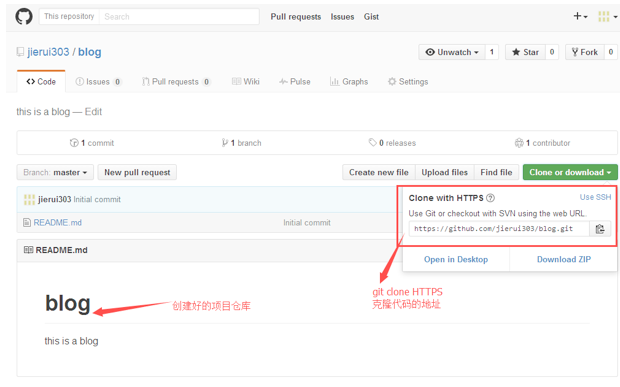 This repository Search Pull requests Issues Gist
jierui303 / blog Unwatch 1 Star 0 Fork 0
Code Issues 0 Pull requests 0 Wiki Pulse Graphs Settings
this is a blog — Edit
1 commit 1 branch 0 releases 1 contributor
Branch: master New pull request Create new file Upload files Find file Clone or download
jierui303 Initial commit
README.md Initial commit
Clone with HTTPS Use SSH
Use Git or checkout with SVN using the web URL.
https://github.com/jierui303/blog.git
Open in Desktop Download ZIP
README.md
blog
创建好的项目仓库
git clone HTTPS
克隆代码的地址
this is a blog